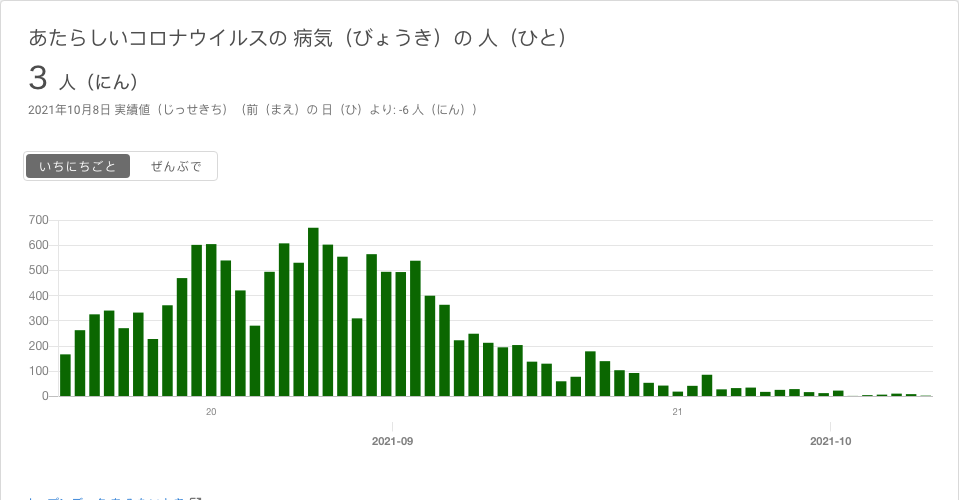 あたらしいコロナウイルスの 病気（びょうき）の 人（ひと）
3 人（にん）
2021年10月8日 実績値（じっせきち）（前（まえ）の 日（ひ）より: -6 人（にん））
いちにちごと ぜんぶで
700
600
500
400
300
200
100
0
20 21
2021-09 2021-10